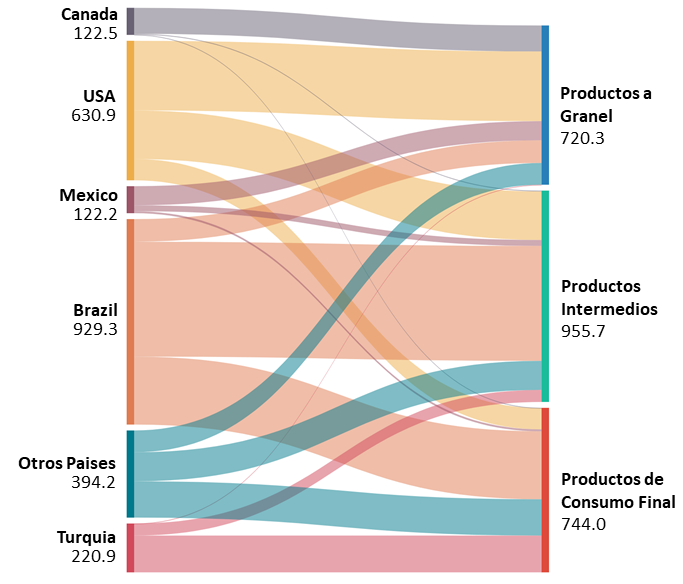 Canada
122.5
USA
630.9
Mexico
122.2
Brazil
929.3
Otros Paises
394.2
Turquia
220.9
Productos a
Granel
720.3
Productos
Intermedios
955.7
Productos de
Consumo Final
744.0